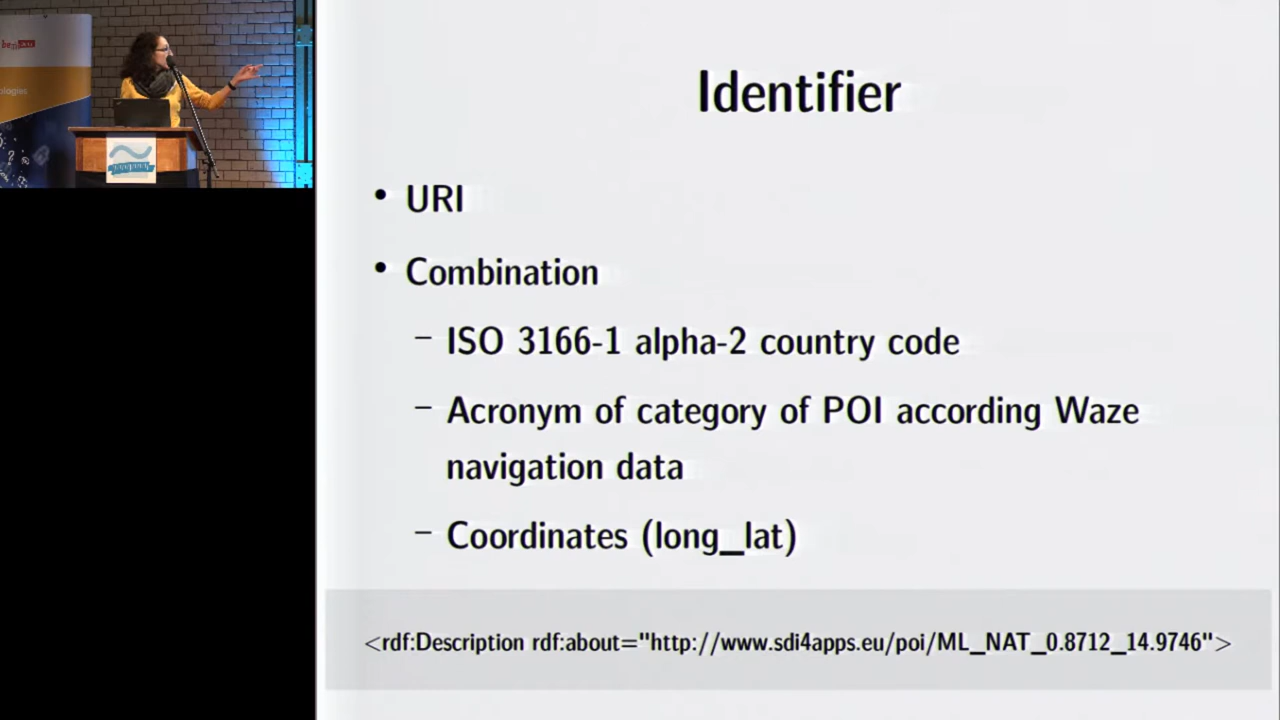 Identifier
• URI
• Combination
– ISO 3166-1 alpha-2 country code
– Acronym of category of POI according Waze
navigation data
– Coordinates (long_lat)
<rdf:Description rdf:about="http://www.sdi4apps.eu/poi/ML_NAT_0.8712_14.9746">